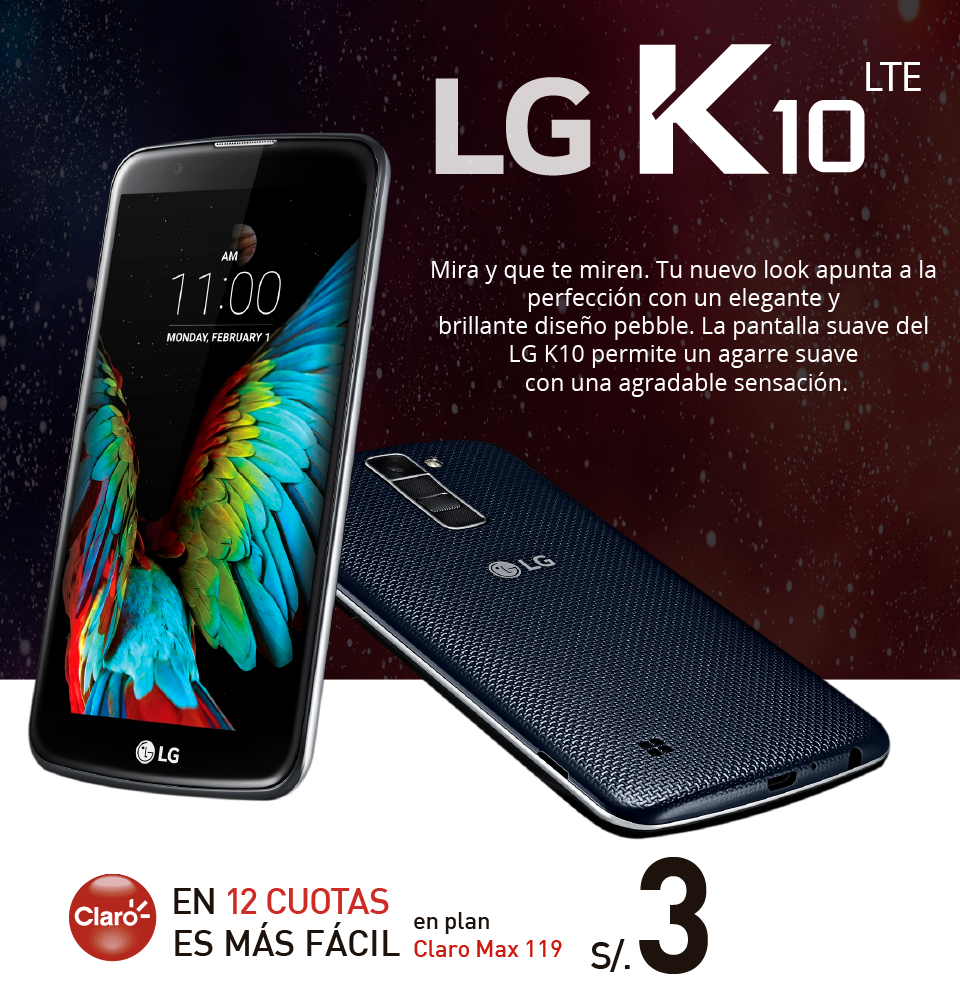 LG K10 LTE
Mira y que te miren. Tu nuevo look apunta a la
perfección con un elegante y
brillante diseño pebble. La pantalla suave del
LG K10 permite un agarre suave
con una agradable sensación.
AM
11:00
MONDAY, FEBRUARY 1
LG
LG
Claro
EN 12 CUOTAS
ES MÁS FÁCIL
en plan
Claro Max 119
S/. 3